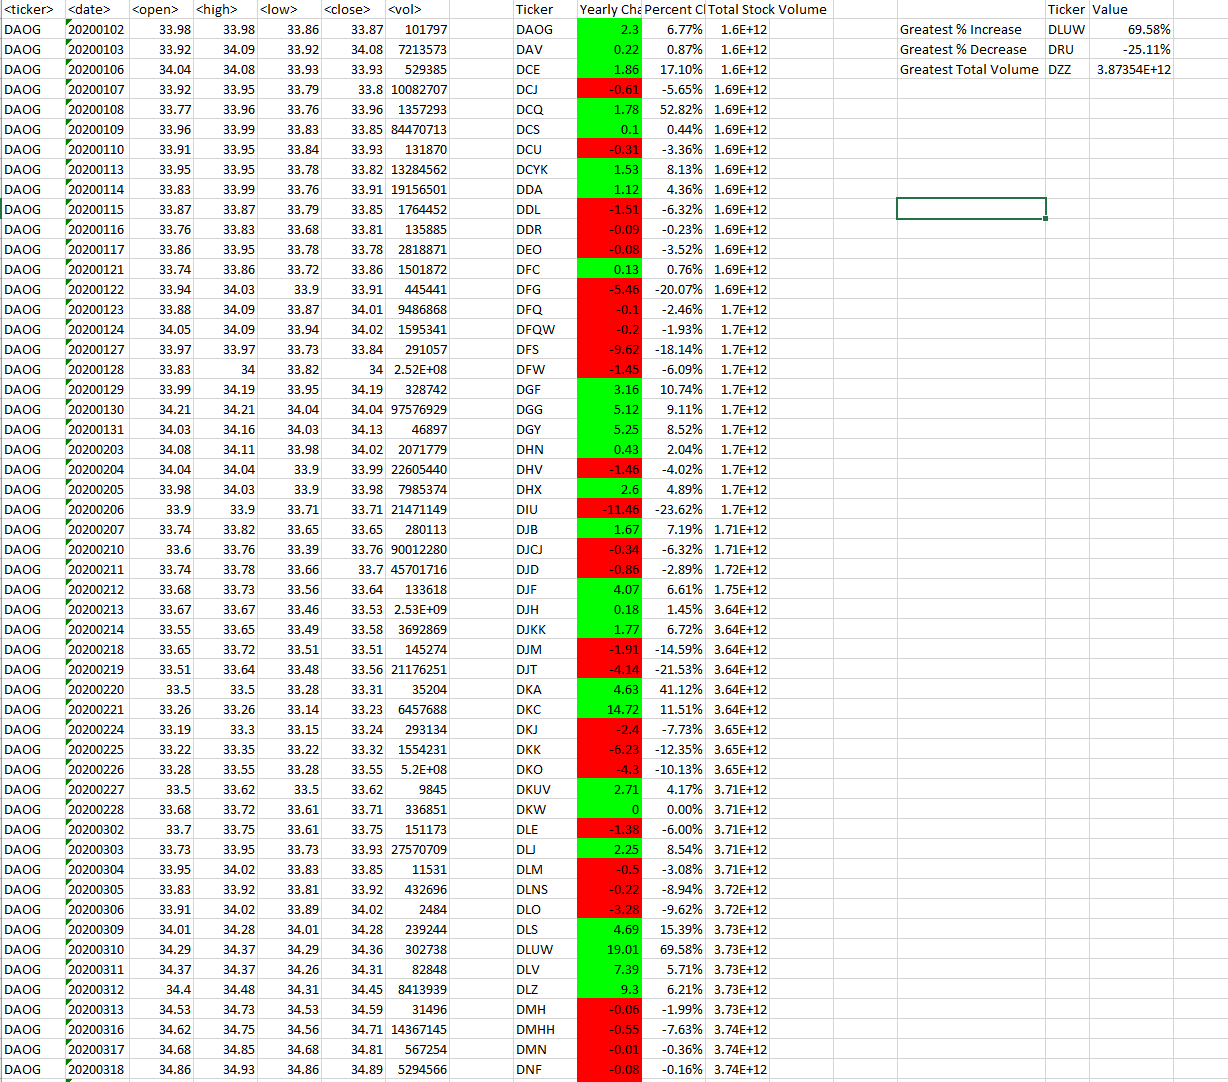 <ticker> <date> <open> <high> <low> <close> <vol> Ticker Yearly Cha Percent Cl Total Stock Volume Ticker Value
DAOG 20200102 33.98 33.98 33.86 33.87 101797 DAOG 2.3 6.77% 1.6E+12 Greatest % Increase DLUW 69.58%
DAOG 20200103 33.92 34.09 33.92 34.08 7213573 DAV 0.22 0.87% 1.6E+12 Greatest % Decrease DRU -25.11%
DAOG 20200106 34.04 34.08 33.93 33.93 529385 DCE 1.86 17.10% 1.6E+12 Greatest Total Volume DZZ 3.87354E+12
DAOG 20200107 33.92 33.95 33.79 33.8 10082707 DCJ -0.61 -5.65% 1.69E+12
DAOG 20200108 33.77 33.96 33.76 33.96 1357293 DCQ 1.78 52.82% 1.69E+12
DAOG 20200109 33.96 33.99 33.83 33.85 84470713 DCS 0.1 0.44% 1.69E+12
DAOG 20200110 33.91 33.95 33.84 33.93 131870 DCU -0.31 -3.36% 1.69E+12
DAOG 20200113 33.95 33.95 33.78 33.82 13284562 DCYK 1.53 8.13% 1.69E+12
DAOG 20200114 33.83 33.99 33.76 33.91 19156501 DDA 1.12 4.36% 1.69E+12
DAOG 20200115 33.87 33.87 33.79 33.85 1764452 DDL -1.51 -6.32% 1.69E+12
DAOG 20200116 33.76 33.83 33.68 33.81 135885 DDR -0.09 -0.23% 1.69E+12
DAOG 20200117 33.86 33.95 33.78 33.78 2818871 DEO -0.08 -3.52% 1.69E+12
DAOG 20200121 33.74 33.86 33.72 33.86 1501872 DFC 0.13 0.76% 1.69E+12
DAOG 20200122 33.94 34.03 33.9 33.91 445441 DFG -5.46 -20.07% 1.69E+12
DAOG 20200123 33.88 34.09 33.87 34.01 9486868 DFQ -0.1 -2.46% 1.7E+12
DAOG 20200124 34.05 34.09 33.94 34.02 1595341 DFQW -0.2 -1.93% 1.7E+12
DAOG 20200127 33.97 33.97 33.73 33.84 291057 DFS -9.62 -18.14% 1.7E+12
DAOG 20200128 33.83 34 33.82 34 2.52E+08 DFW -1.45 -6.09% 1.7E+12
DAOG 20200129 33.99 34.19 33.95 34.19 328742 DGF 3.16 10.74% 1.7E+12
DAOG 20200130 34.21 34.21 34.04 34.04 97576929 DGG 5.12 9.11% 1.7E+12
DAOG 20200131 34.03 34.16 34.03 34.13 46897 DGY 5.25 8.52% 1.7E+12
DAOG 20200203 34.08 34.11 33.98 34.02 2071779 DHN 0.43 2.04% 1.7E+12
DAOG 20200204 34.04 34.04 33.9 33.99 22605440 DHV -1.46 -4.02% 1.7E+12
DAOG 20200205 33.98 34.03 33.9 33.98 7985374 DHX 2.6 4.89% 1.7E+12
DAOG 20200206 33.9 33.9 33.71 33.71 21471149 DIU -11.46 -23.62% 1.7E+12
DAOG 20200207 33.74 33.82 33.65 33.65 280113 DJB 1.67 7.19% 1.71E+12
DAOG 20200210 33.6 33.76 33.39 33.76 90012280 DJCJ -0.34 -6.32% 1.71E+12
DAOG 20200211 33.74 33.78 33.66 33.7 45701716 DJD -0.86 -2.89% 1.72E+12
DAOG 20200212 33.68 33.73 33.56 33.64 133618 DJF 4.07 6.61% 1.75E+12
DAOG 20200213 33.67 33.67 33.46 33.53 2.53E+09 DJH 0.18 1.45% 3.64E+12
DAOG 20200214 33.55 33.65 33.49 33.58 3692869 DJKK 1.77 6.72% 3.64E+12
DAOG 20200218 33.65 33.72 33.51 33.51 145274 DJM -1.91 -14.59% 3.64E+12
DAOG 20200219 33.51 33.64 33.48 33.56 21176251 DJT -4.14 -21.53% 3.64E+12
DAOG 20200220 33.5 33.5 33.28 33.31 35204 DKA 4.63 41.12% 3.64E+12
DAOG 20200221 33.26 33.26 33.14 33.23 6457688 DKC 14.72 11.51% 3.64E+12
DAOG 20200224 33.19 33.3 33.15 33.24 293134 DKJ -2.4 -7.73% 3.65E+12
DAOG 20200225 33.22 33.35 33.22 33.32 1554231 DKK -6.23 -12.35% 3.65E+12
DAOG 20200226 33.28 33.55 33.28 33.55 5.2E+08 DKO -4.3 -10.13% 3.65E+12
DAOG 20200227 33.5 33.62 33.5 33.62 9845 DKUV 2.71 4.17% 3.71E+12
DAOG 20200228 33.68 33.72 33.61 33.71 336851 DKW 0 0.00% 3.71E+12
DAOG 20200302 33.7 33.75 33.61 33.75 151173 DLE -1.38 -6.00% 3.71E+12
DAOG 20200303 33.73 33.95 33.73 33.93 27570709 DLJ 2.25 8.54% 3.71E+12
DAOG 20200304 33.95 34.02 33.83 33.85 11531 DLM -0.5 -3.08% 3.71E+12
DAOG 20200305 33.83 33.92 33.81 33.92 432696 DLNS -0.22 -8.94% 3.72E+12
DAOG 20200306 33.91 34.02 33.89 34.02 2484 DLO -3.28 -9.62% 3.72E+12
DAOG 20200309 34.01 34.28 34.01 34.28 239244 DLS 4.69 15.39% 3.73E+12
DAOG 20200310 34.29 34.37 34.29 34.36 302738 DLUW 19.01 69.58% 3.73E+12
DAOG 20200311 34.37 34.37 34.26 34.31 82848 DLV 7.39 5.71% 3.73E+12
DAOG 20200312 34.4 34.48 34.31 34.45 8413939 DLZ 9.3 6.21% 3.73E+12
DAOG 20200313 34.53 34.73 34.53 34.59 31496 DMH -0.06 -1.99% 3.73E+12
DAOG 20200316 34.62 34.75 34.56 34.71 14367145 DMHH -0.55 -7.63% 3.74E+12
DAOG 20200317 34.68 34.85 34.68 34.81 567254 DMN -0.01 -0.36% 3.74E+12
DAOG 20200318 34.86 34.93 34.86 34.89 5294566 DNF -0.08 -0.16% 3.74E+12